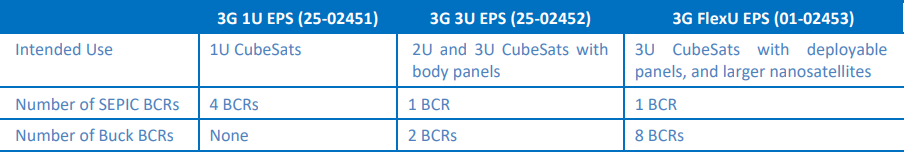 3G 1U EPS (25-02451) 3G 3U EPS (25-02452) 3G FlexU EPS (01-02453)
Intended Use 1U CubeSats 2U and 3U CubeSats with 3U CubeSats with deployable
body panels panels, and larger nanosatellites
Number of SEPIC BCRs 4 BCRs 1 BCR 1 BCR
Number of Buck BCRs None 2 BCRs 8 BCRs